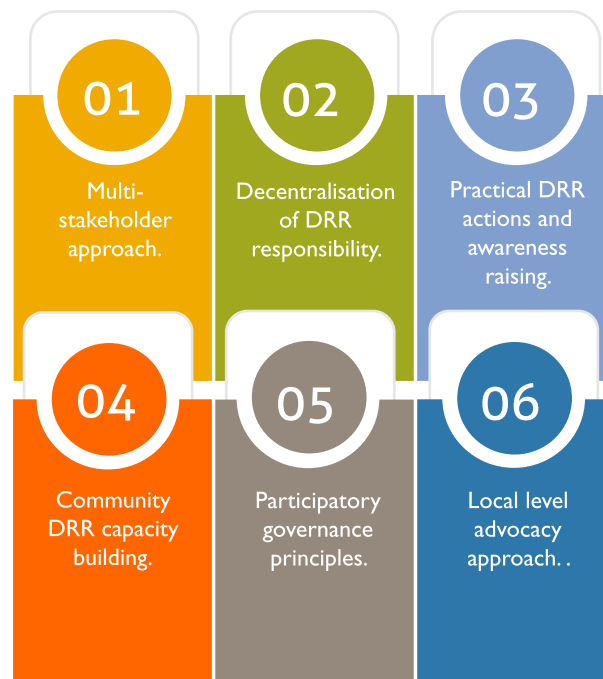 01
Multi-
stakeholder
approach.
02
Decentralisation
of DRR
responsibility.
03
Practical DRR
actions and
awareness
raising.
04
Community
DRR capacity
building.
05
Participatory
governance
principles.
06
Local level
advocacy
approach. .